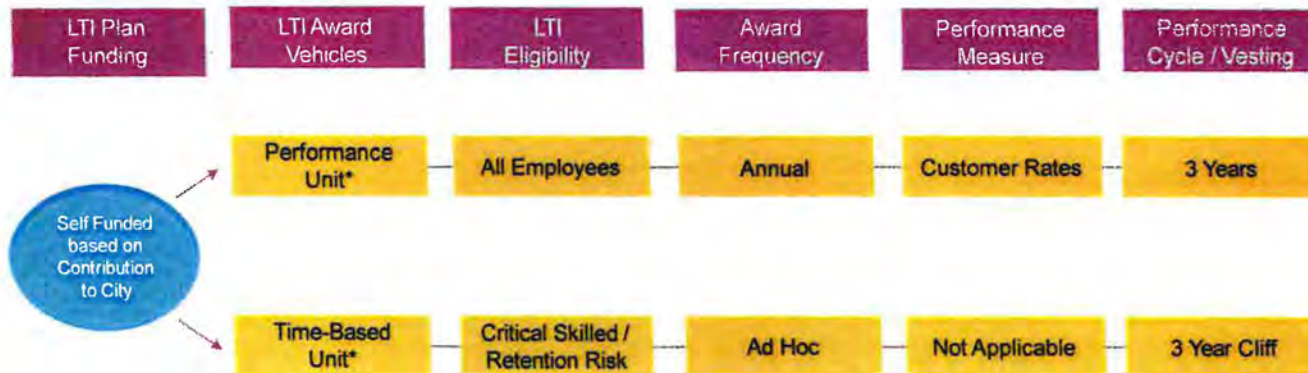 LTI Plan
Funding
LTI Award
Vehicles
LTI
Eligibility
Award
Frequency
Performance
Measure
Performance
Cycle / Vesting
Self Funded
based on
Contribution
to City
Performance
Unit*
All Employees
Annual
Customer Rates
3 Years
Time-Based
Unit*
Critical Skilled /
Retention Risk
Ad Hoc
Not Applicable
3 Year Cliff